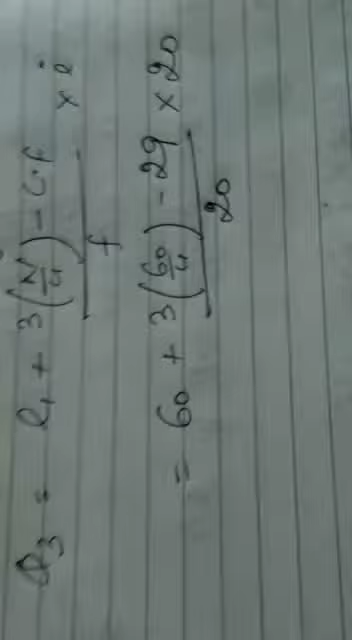 Q3 = l1 + 3(N/4) - C.f / f × i
= 60 + 3(60/4) - 29 / 20 × 20